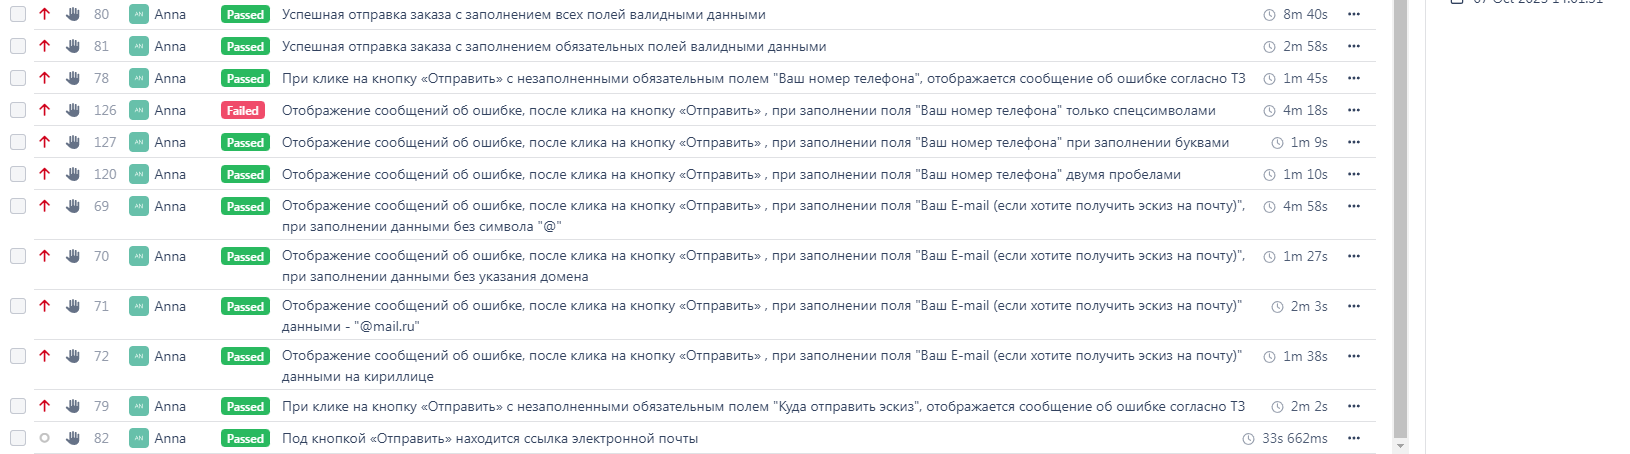 80 AN Anna Passed Успешная отправка заказа с заполнением всех полей валидными данными 8m 40s
81 AN Anna Passed Успешная отправка заказа с заполнением обязательных полей валидными данными 2m 58s
78 AN Anna Passed При клике на кнопку «Отправить» с незаполненными обязательным полем "Ваш номер телефона", отображается сообщение об ошибке согласно ТЗ 1m 45s
126 AN Anna Failed Отображение сообщений об ошибке, после клика на кнопку «Отправить» , при заполнении поля "Ваш номер телефона" только спецсимволами 4m 18s
127 AN Anna Passed Отображение сообщений об ошибке, после клика на кнопку «Отправить» , при заполнении поля "Ваш номер телефона" при заполнении буквами 1m 9s
120 AN Anna Passed Отображение сообщений об ошибке, после клика на кнопку «Отправить» , при заполнении поля "Ваш номер телефона" двумя пробелами 1m 10s
69 AN Anna Passed Отображение сообщений об ошибке, после клика на кнопку «Отправить» , при заполнении поля "Ваш E-mail (если хотите получить эскиз на почту)", 4m 58s
при заполнении данными без символа "@"
70 AN Anna Passed Отображение сообщений об ошибке, после клика на кнопку «Отправить» , при заполнении поля "Ваш E-mail (если хотите получить эскиз на почту)", 1m 27s
при заполнении данными без указания домена
71 AN Anna Passed Отображение сообщений об ошибке, после клика на кнопку «Отправить» , при заполнении поля "Ваш E-mail (если хотите получить эскиз на почту)" 2m 3s
данными - "@mail.ru"
72 AN Anna Passed Отображение сообщений об ошибке, после клика на кнопку «Отправить» , при заполнении поля "Ваш E-mail (если хотите получить эскиз на почту)" 1m 38s
данными на кириллице
79 AN Anna Passed При клике на кнопку «Отправить» с незаполненными обязательным полем "Куда отправить эскиз", отображается сообщение об ошибке согласно ТЗ 2m 2s
82 AN Anna Passed Под кнопкой «Отправить» находится ссылка электронной почты 33s 662ms